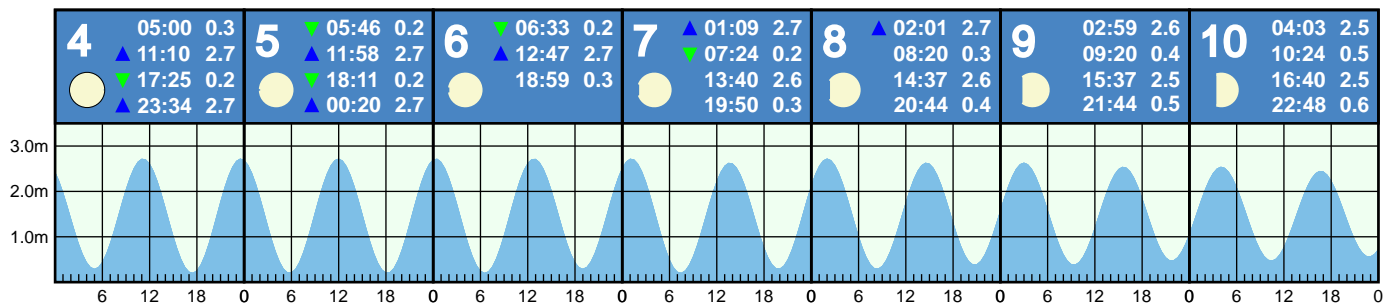 4
05:00 0.3
▲ 11:10 2.7
▼ 17:25 0.2
▲ 23:34 2.7
5
▼ 05:46 0.2
▲ 11:58 2.7
▼ 18:11 0.2
▲ 00:20 2.7
6
▼ 06:33 0.2
▲ 12:47 2.7
18:59 0.3
7
▲ 01:09 2.7
▼ 07:24 0.2
13:40 2.6
19:50 0.3
8
▲ 02:01 2.7
08:20 0.3
14:37 2.6
20:44 0.4
9
02:59 2.6
09:20 0.4
15:37 2.5
21:44 0.5
10
04:03 2.5
10:24 0.5
16:40 2.5
22:48 0.6
3.0m
2.0m
1.0m
6 12 18 0 6 12 18 0 6 12 18 0 6 12 18 0 6 12 18 0 6 12 18 0 6 12 18 0